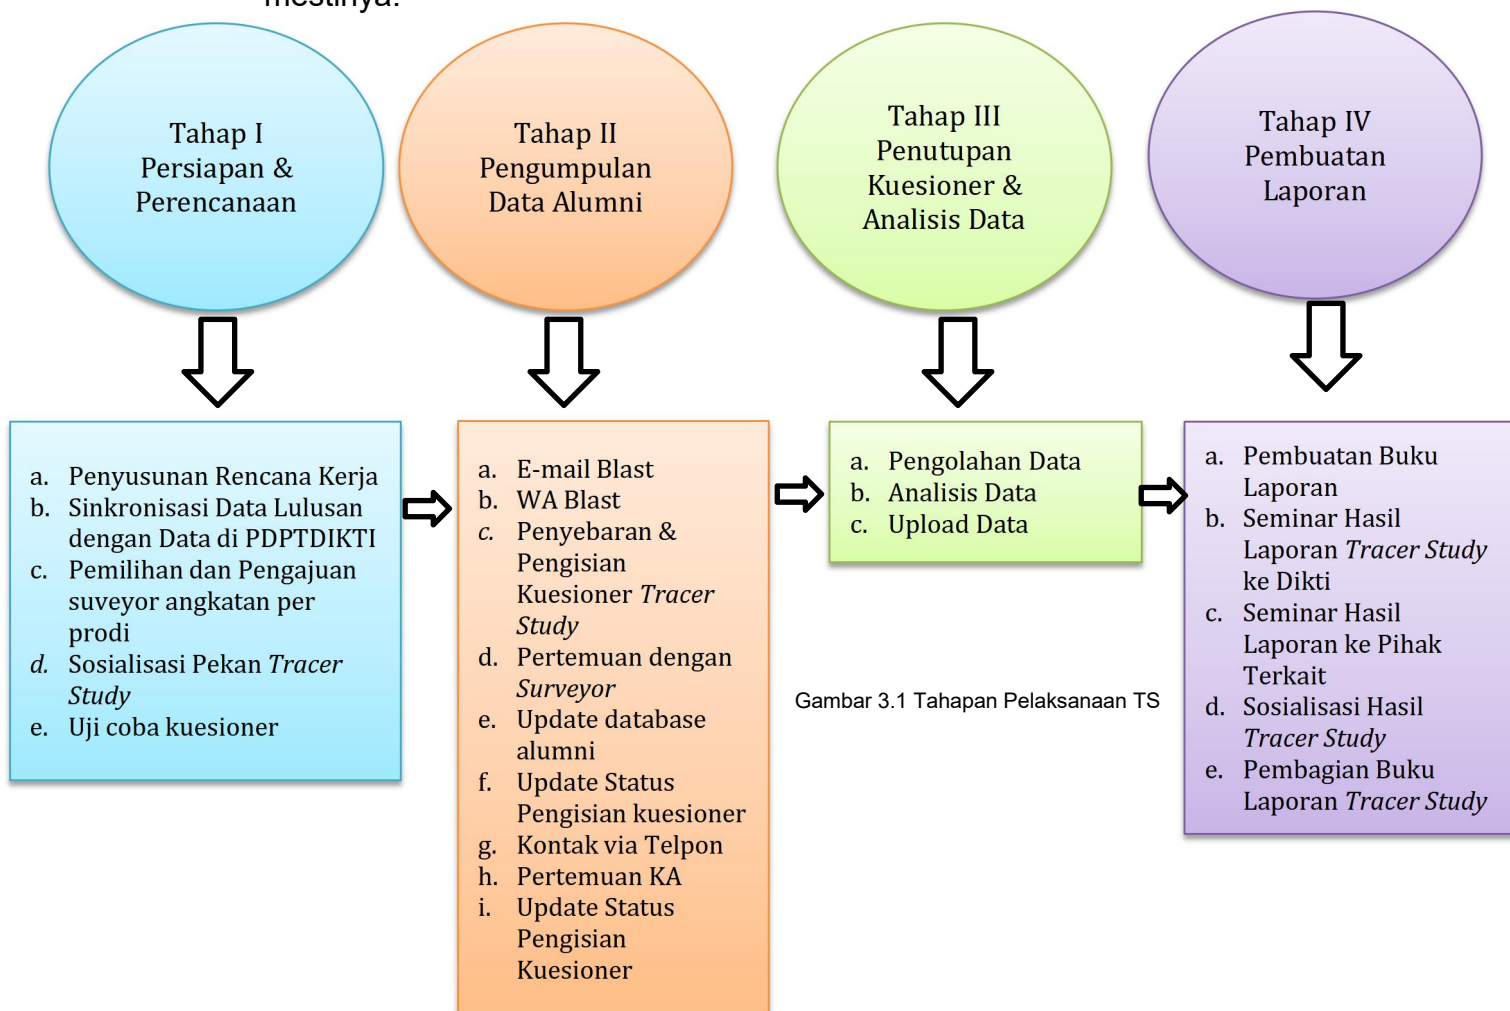 mestinya.
Tahap I
Persiapan &
Perencanaan
Tahap II
Pengumpulan
Data Alumni
Tahap III
Penutupan
Kuesioner &
Analisis Data
Tahap IV
Pembuatan
Laporan
a. Penyusunan Rencana Kerja
b. Sinkronisasi Data Lulusan
dengan Data di PDPTDIKTI
c. Pemilihan dan Pengajuan
suveyor angkatan per
prodi
d. Sosialisasi Pekan Tracer
Study
e. Uji coba kuesioner
a. E-mail Blast
b. WA Blast
c. Penyebaran &
Pengisian
Kuesioner Tracer
Study
d. Pertemuan dengan
Surveyor
e. Update database
alumni
f. Update Status
Pengisian kuesioner
g. Kontak via Telpon
h. Pertemuan KA
i. Update Status
Pengisian
Kuesioner
a. Pengolahan Data
b. Analisis Data
c. Upload Data
a. Pembuatan Buku
Laporan
b. Seminar Hasil
Laporan Tracer Study
ke Dikti
c. Seminar Hasil
Laporan ke Pihak
Terkait
d. Sosialisasi Hasil
Tracer Study
e. Pembagian Buku
Laporan Tracer Study
Gambar 3.1 Tahapan Pelaksanaan TS